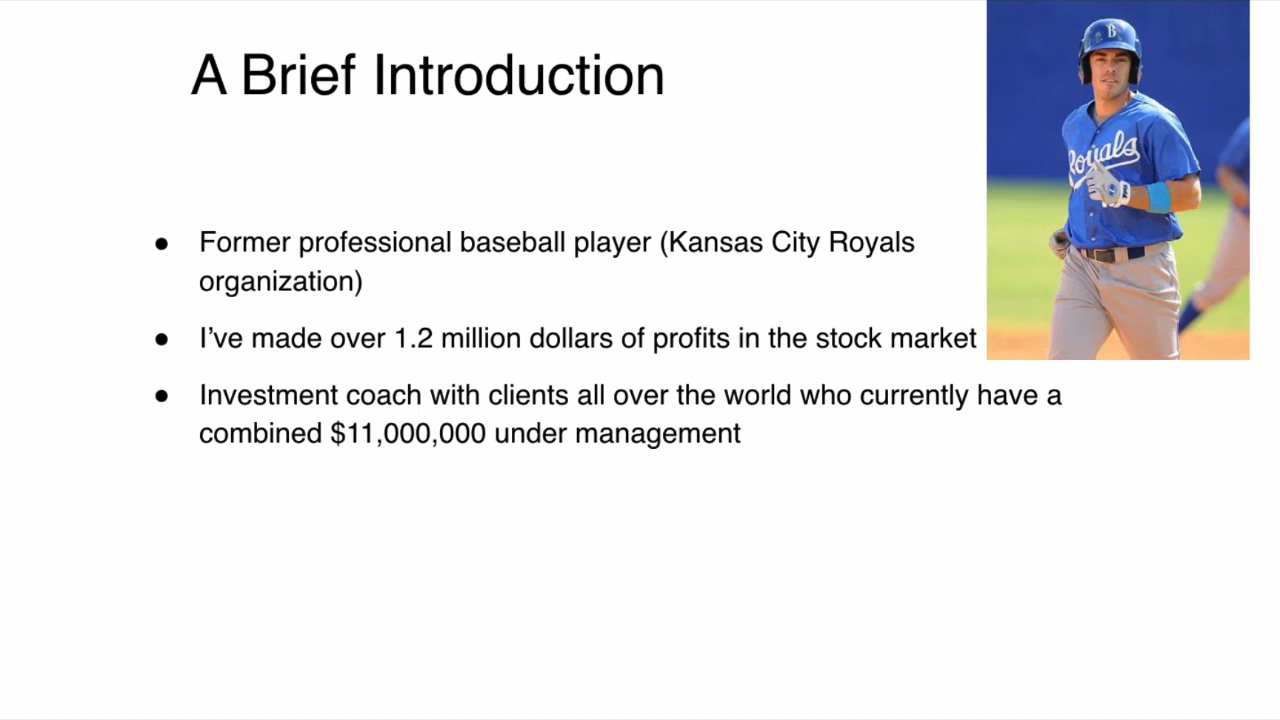 A Brief Introduction
● Former professional baseball player (Kansas City Royals
organization)
● I’ve made over 1.2 million dollars of profits in the stock market
● Investment coach with clients all over the world who currently have a
combined $11,000,000 under management
B
Royals